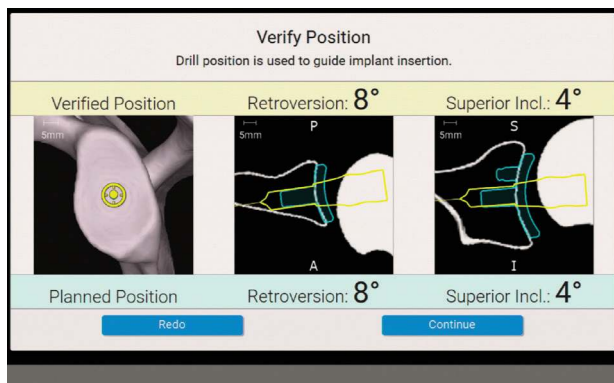 Verify Position
Drill position is used to guide implant insertion.
Verified Position Retroversion: 8° Superior Incl.: 4°
5mm P 5mm S 5mm
A I
Planned Position Retroversion: 8° Superior Incl.: 4°
Redo Continue